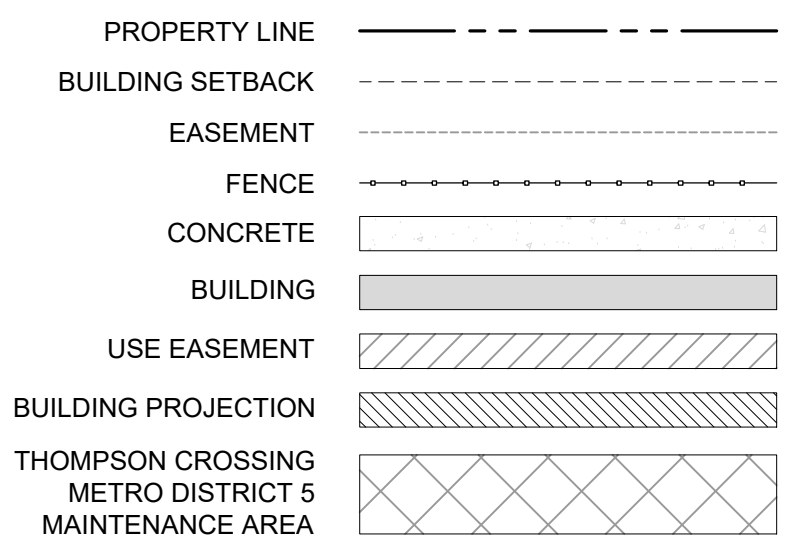 PROPERTY LINE
BUILDING SETBACK
EASEMENT
FENCE
CONCRETE
BUILDING
USE EASEMENT
BUILDING PROJECTION
THOMPSON CROSSING
METRO DISTRICT 5
MAINTENANCE AREA